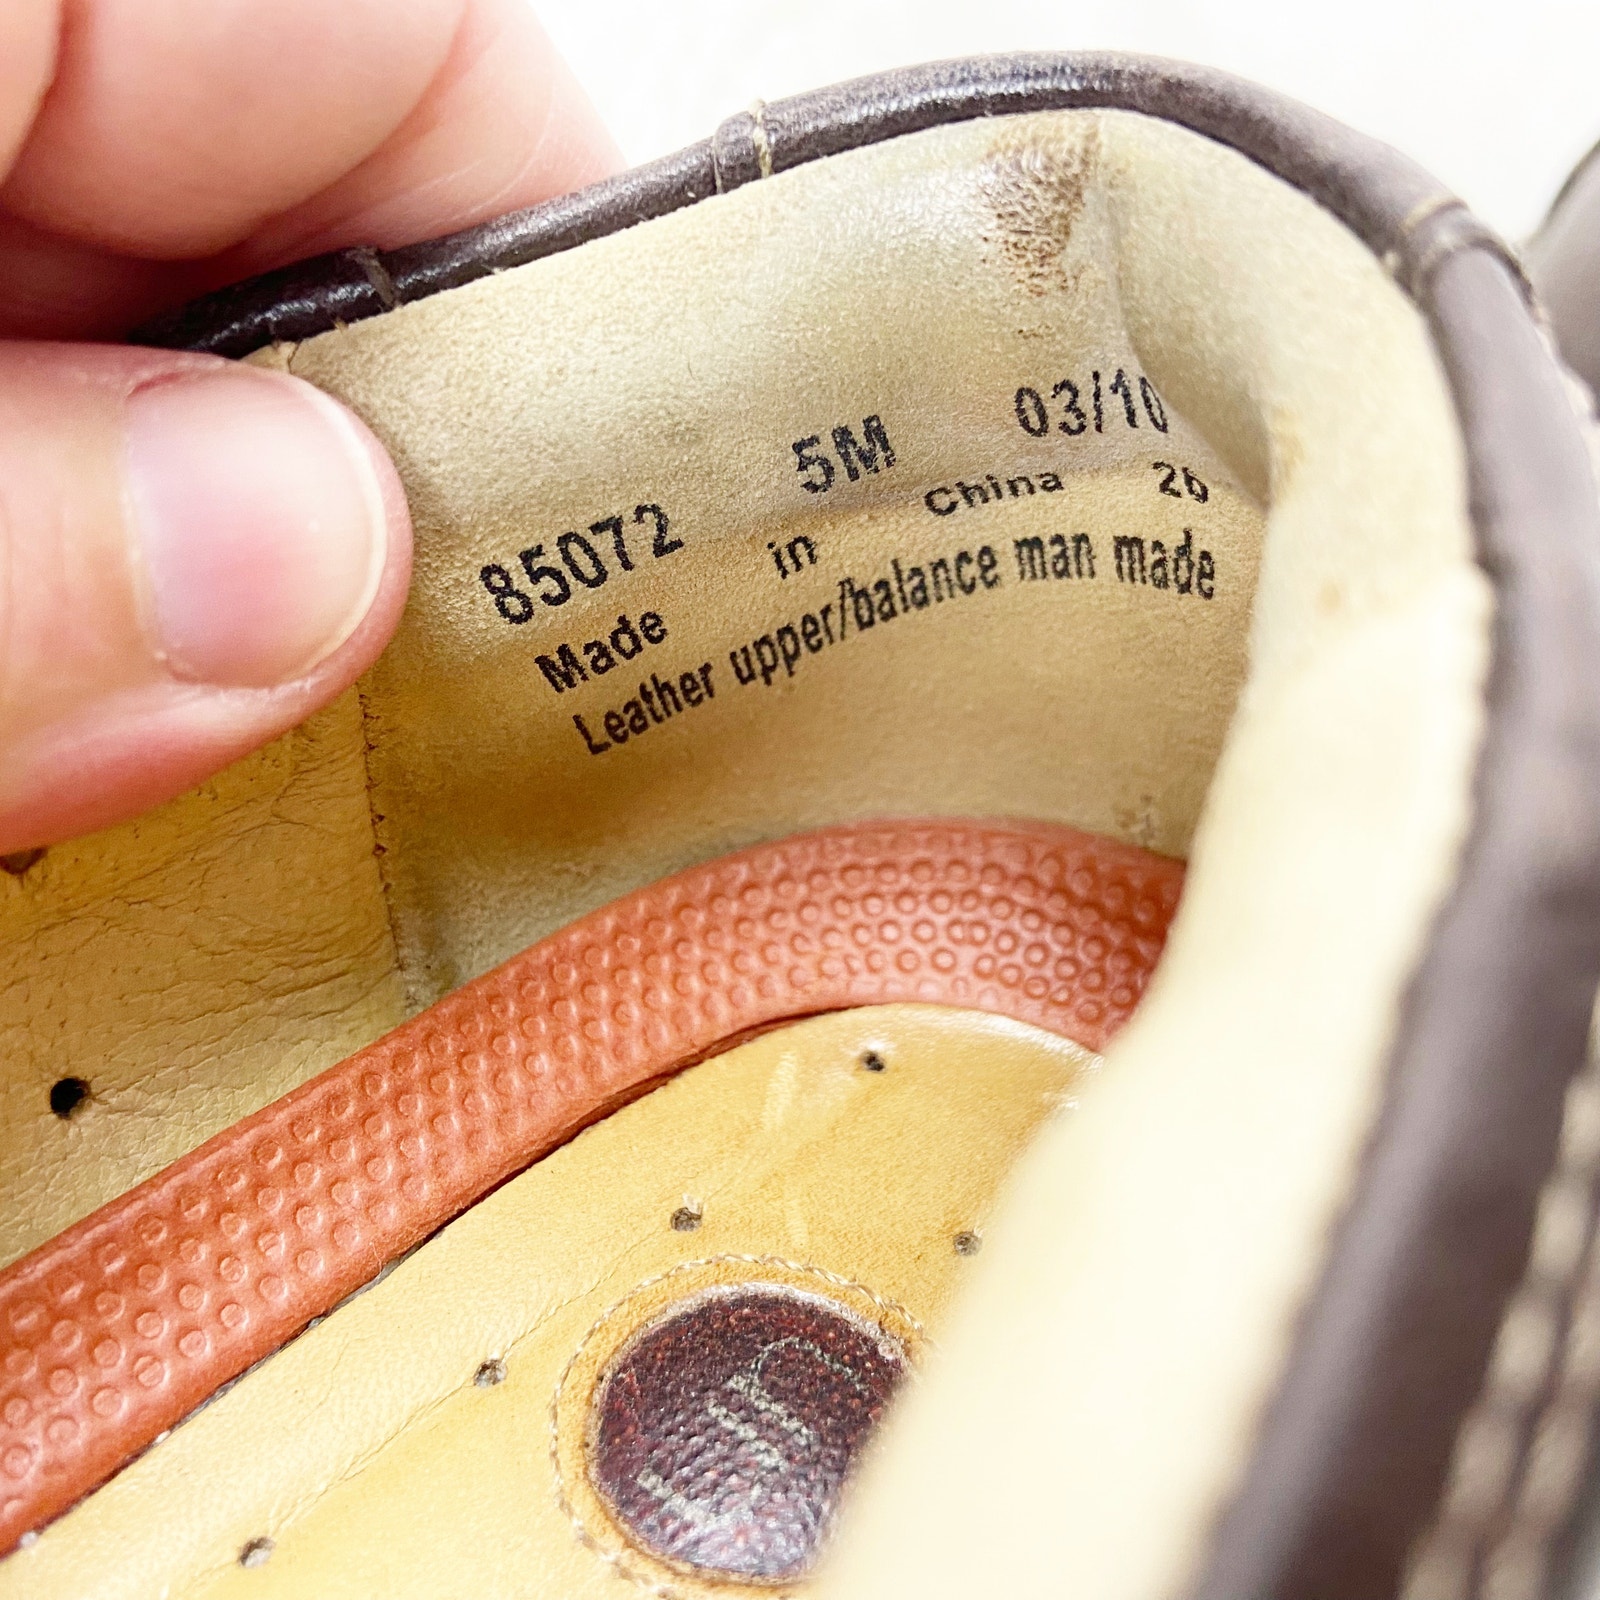 85072 5M 03/10
Made in China 26
Leather upper/balance man made